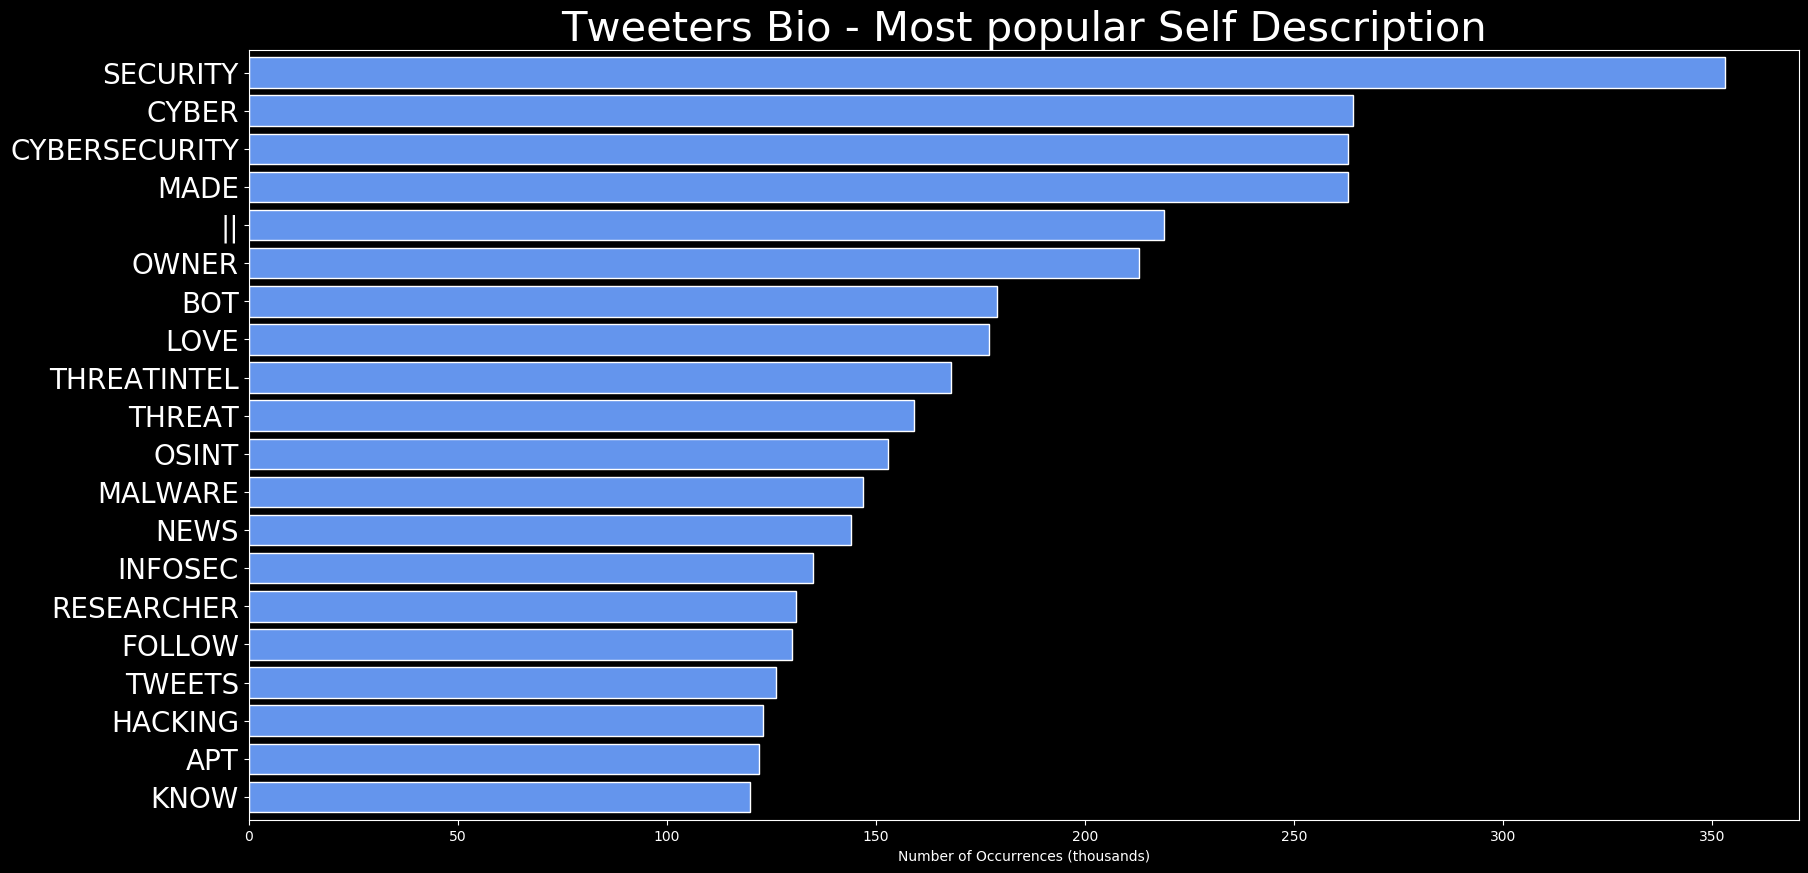 Tweeters Bio - Most popular Self Description
SECURITY
CYBER
CYBERSECURITY
MADE
||
OWNER
BOT
LOVE
THREATINTEL
THREAT
OSINT
MALWARE
NEWS
INFOSEC
RESEARCHER
FOLLOW
TWEETS
HACKING
APT
KNOW
0 50 100 150 200 250 300 350
Number of Occurrences (thousands)